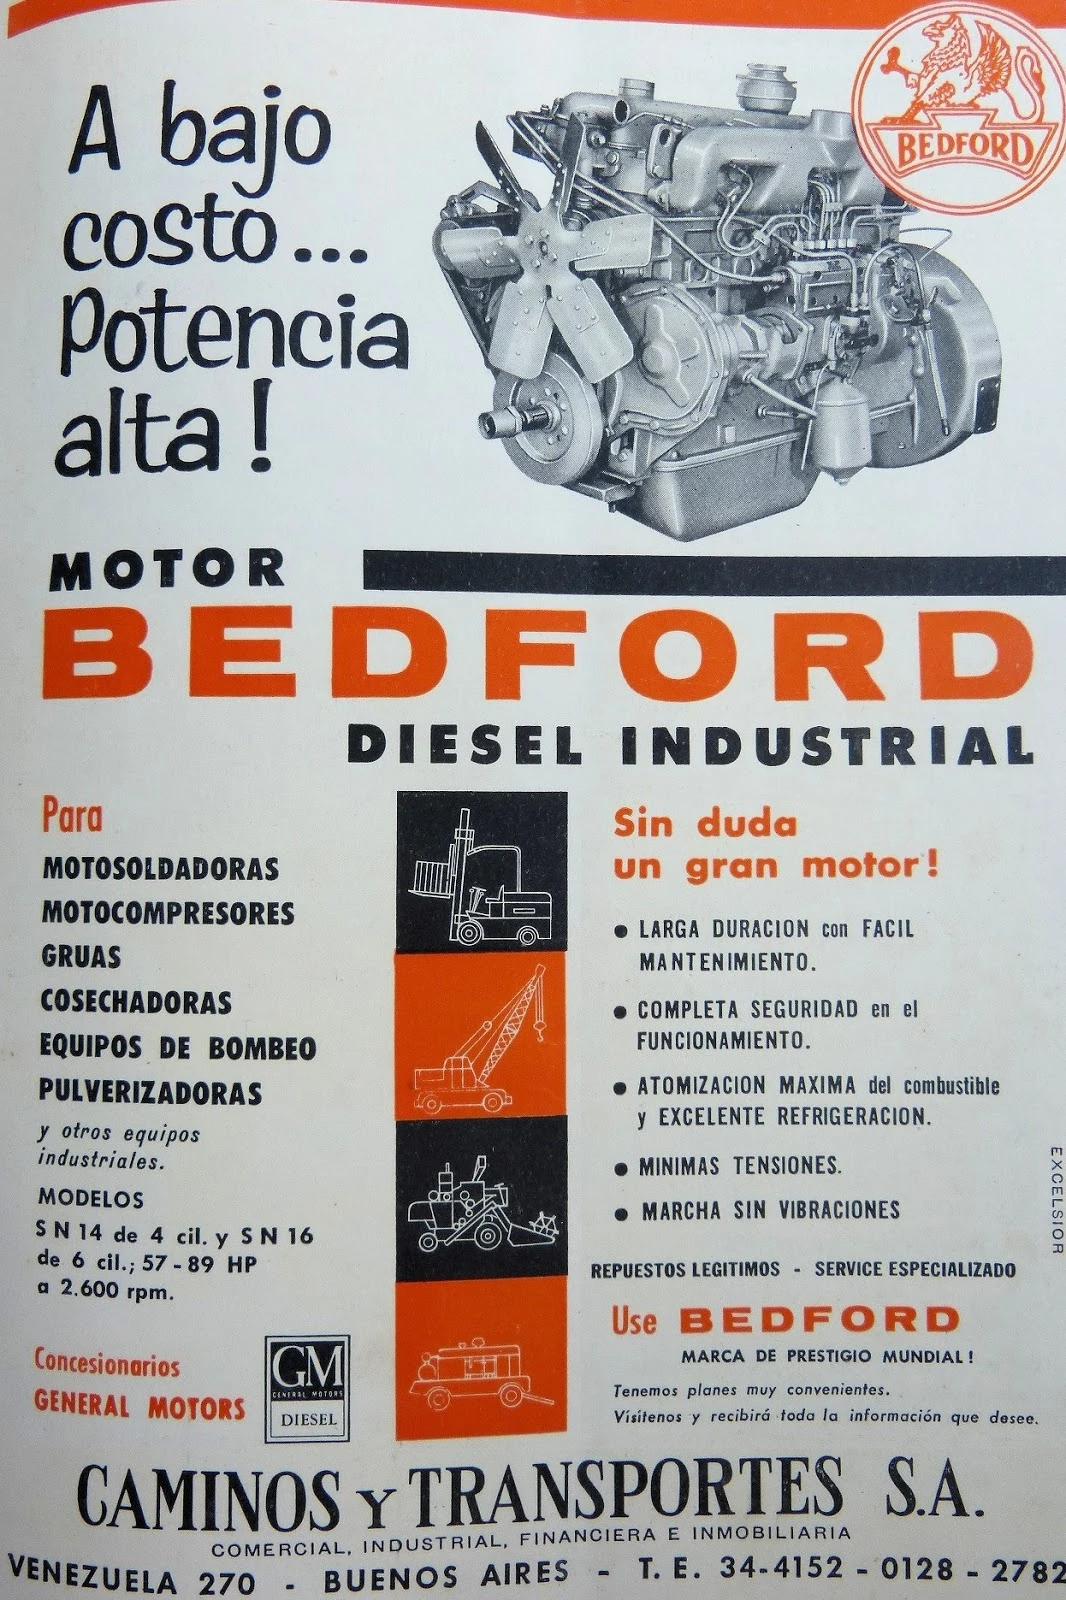 A bajo
costo...
Potencia
alta!
BEDFORD
MOTOR
BEDFORD
DIESEL INDUSTRIAL
Para
MOTOSOLDADORAS
MOTOCOMPRESORES
GRUAS
COSECHADORAS
EQUIPOS DE BOMBEO
PULVERIZADORAS
y otros equipos
industriales.
MODELOS
SN14 de 4 cil. y SN16
de 6 cil.; 57-89 HP
a 2.600 rpm.
Concesionarios
GENERAL MOTORS
GM
GENERAL MOTORS
DIESEL
Sin duda
un gran motor!
• LARGA DURACION con FACIL
MANTENIMIENTO.
• COMPLETA SEGURIDAD en el
FUNCIONAMIENTO.
• ATOMIZACION MAXIMA del combustible
y EXCELENTE REFRIGERACION.
• MINIMAS TENSIONES.
• MARCHA SIN VIBRACIONES
EXCELSIOR
REPUESTOS LEGITIMOS - SERVICE ESPECIALIZADO
Use BEDFORD
MARCA DE PRESTIGIO MUNDIAL!
Tenemos planes muy convenientes.
Visítenos y recibirá toda la información que desee.
CAMINOS Y TRANSPORTES S.A.
COMERCIAL, INDUSTRIAL, FINANCIERA E INMOBILIARIA
VENEZUELA 270 - BUENOS AIRES - T. E. 34-4152 - 0128 - 2782